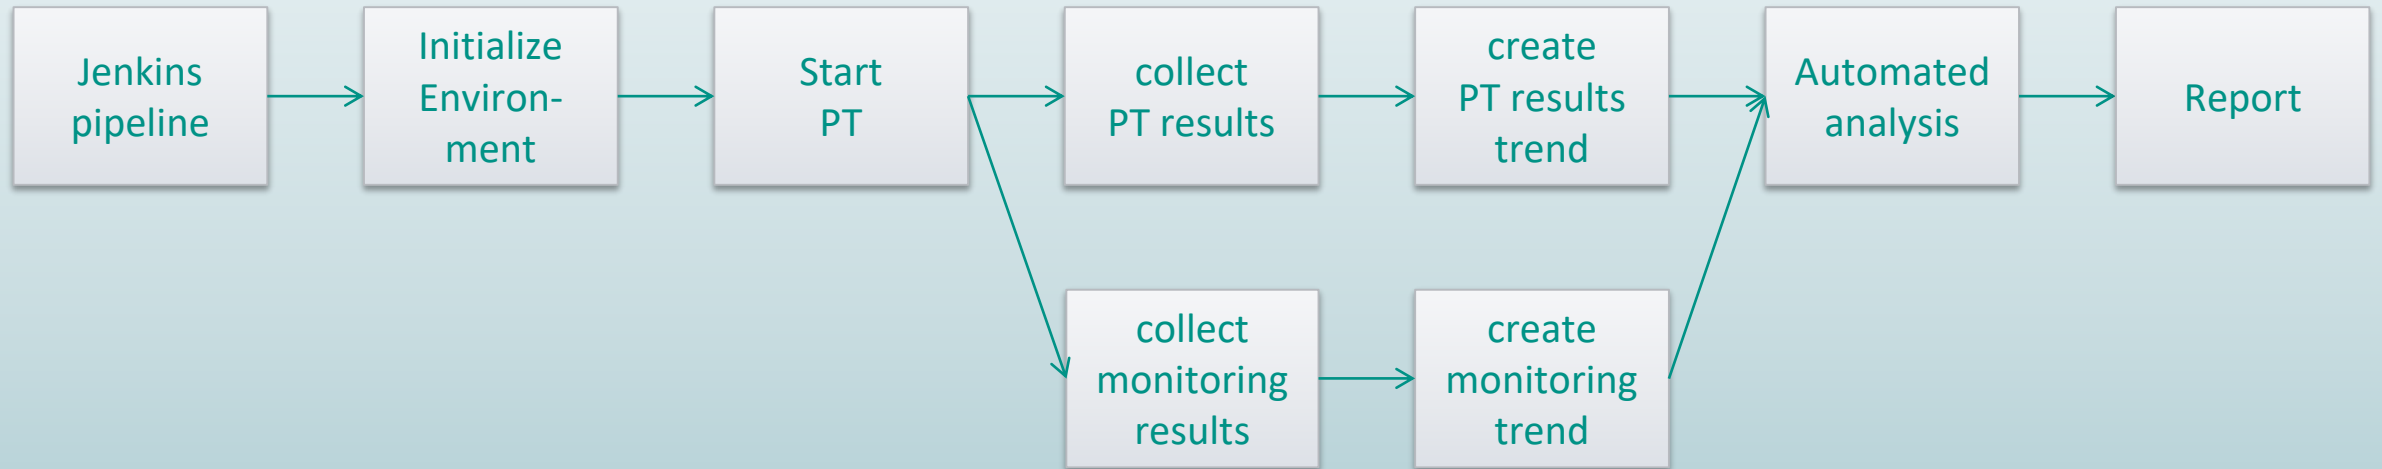 Jenkins
pipeline
Initialize
Environ-
ment
Start
PT
collect
PT results
create
PT results
trend
Automated
analysis
Report
collect
monitoring
results
create
monitoring
trend